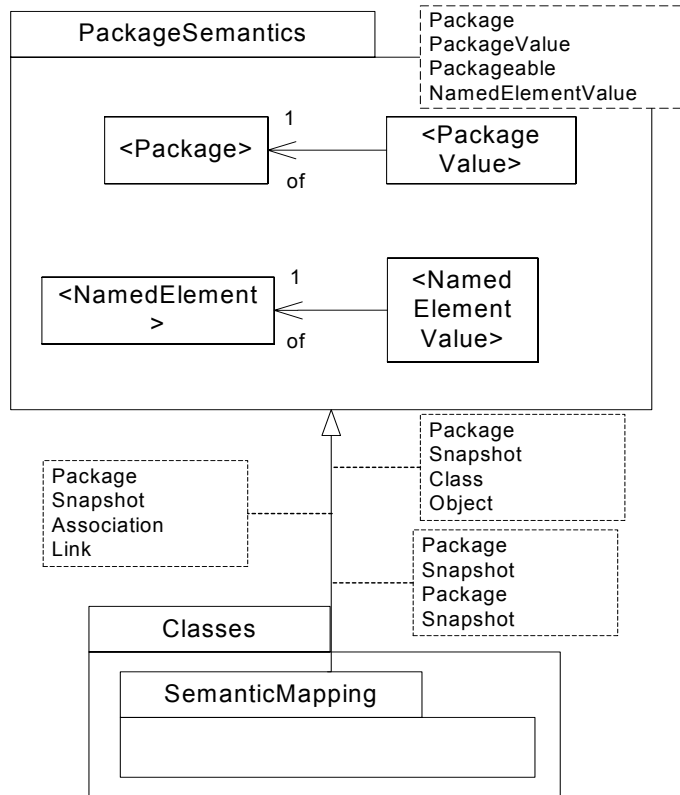 PackageSemantics
Package
PackageValue
Packageable
NamedElementValue
<Package>
1
of
<Package
Value>
<NamedElement
>
1
of
<Named
Element
Value>
Package
Snapshot
Class
Object
Package
Snapshot
Association
Link
Package
Snapshot
Package
Snapshot
Classes
SemanticMapping